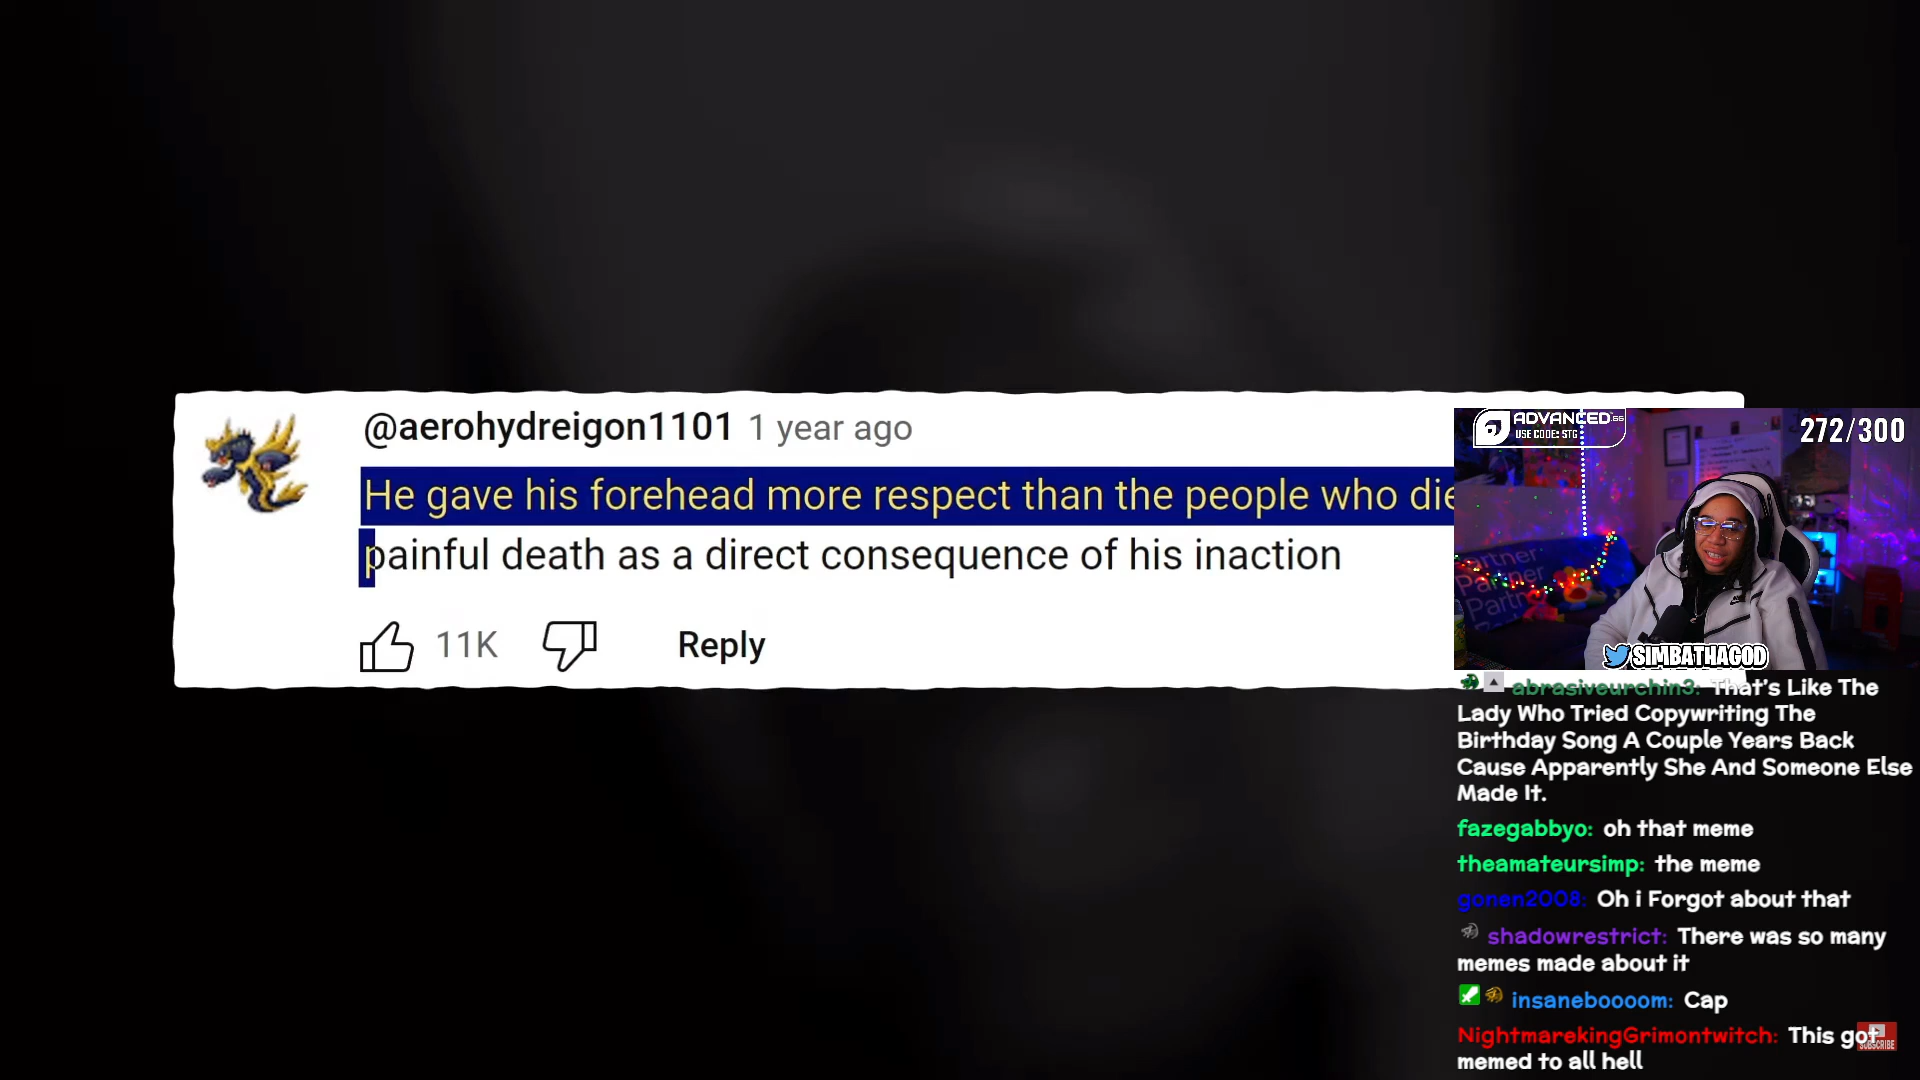 @aerohydreigon1101 1 year ago
He gave his forehead more respect than the people who die
painful death as a direct consequence of his inaction
11K Reply
ADVANCED.GG
USE CODE: STG
272/300
Partner
Partner
Partner
SIMBATHAGOD
abrasiveurchin3: That's Like The
Lady Who Tried Copywriting The
Birthday Song A Couple Years Back
Cause Apparently She And Someone Else
Made It.
fazegabbyo: oh that meme
theamateursimp: the meme
gonen2008: Oh i Forgot about that
shadowrestrict: There was so many
memes made about it
insaneboooom: Cap
NightmarekingGrimontwitch: This got
SUBSCRIBE
memed to all hell